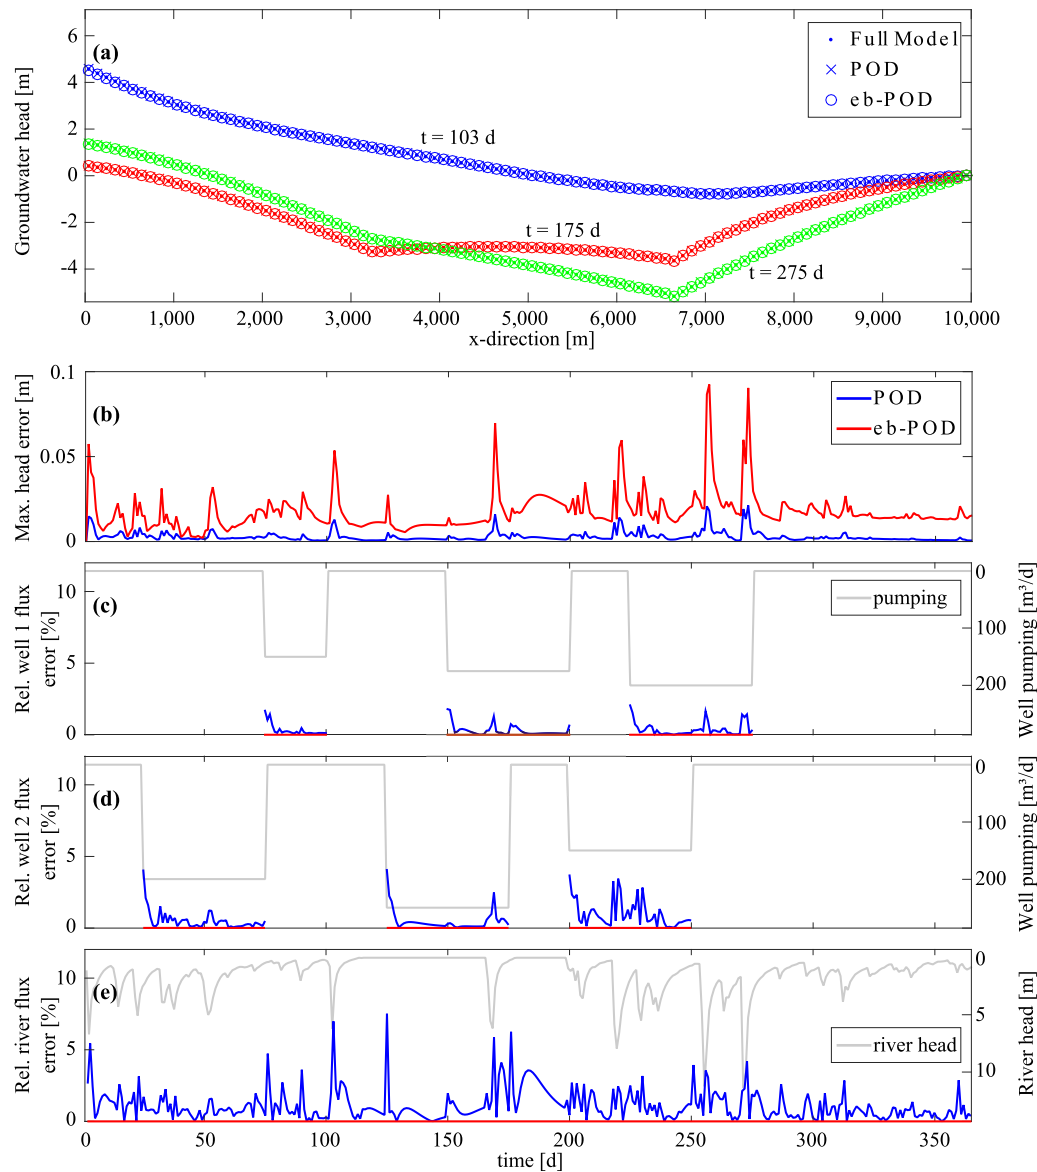 6
4
2
0
-2
-4
Groundwater head [m]
(a)
Full Model
POD
eb-POD
t = 103 d
t = 175 d
t = 275 d
0
1,000
2,000
3,000
4,000
5,000
6,000
7,000
8,000
9,000
10,000
x-direction [m]
0.1
0.05
0
Max. head error [m]
(b)
POD
eb-POD
10
5
0
Rel. well 1 flux
error [%]
(c)
pumping
0
100
200
Well pumping [m³/d]
10
5
0
Rel. well 2 flux
error [%]
(d)
0
100
200
Well pumping [m³/d]
10
5
0
Rel. river flux
error [%]
(e)
river head
0
5
10
River head [m]
0
50
100
150
200
250
300
350
time [d]